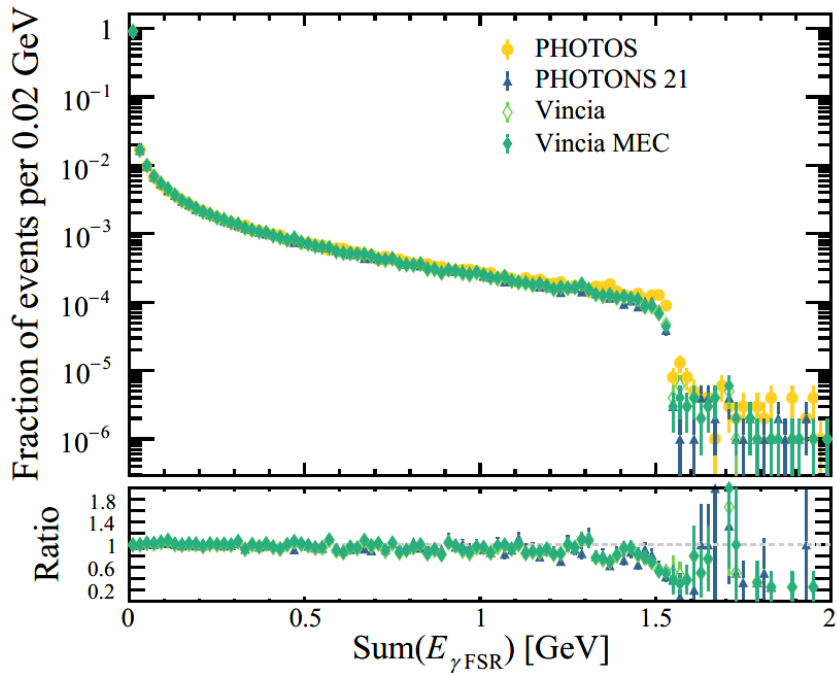 Fraction of events per 0.02 GeV
1
10⁻¹
10⁻²
10⁻³
10⁻⁴
10⁻⁵
10⁻⁶
PHOTOS
PHOTONS 21
Vincia
Vincia MEC
Ratio
1.8
1.4
1
0.6
0.2
0 0.5 1 1.5 2
Sum(E_γ FSR) [GeV]